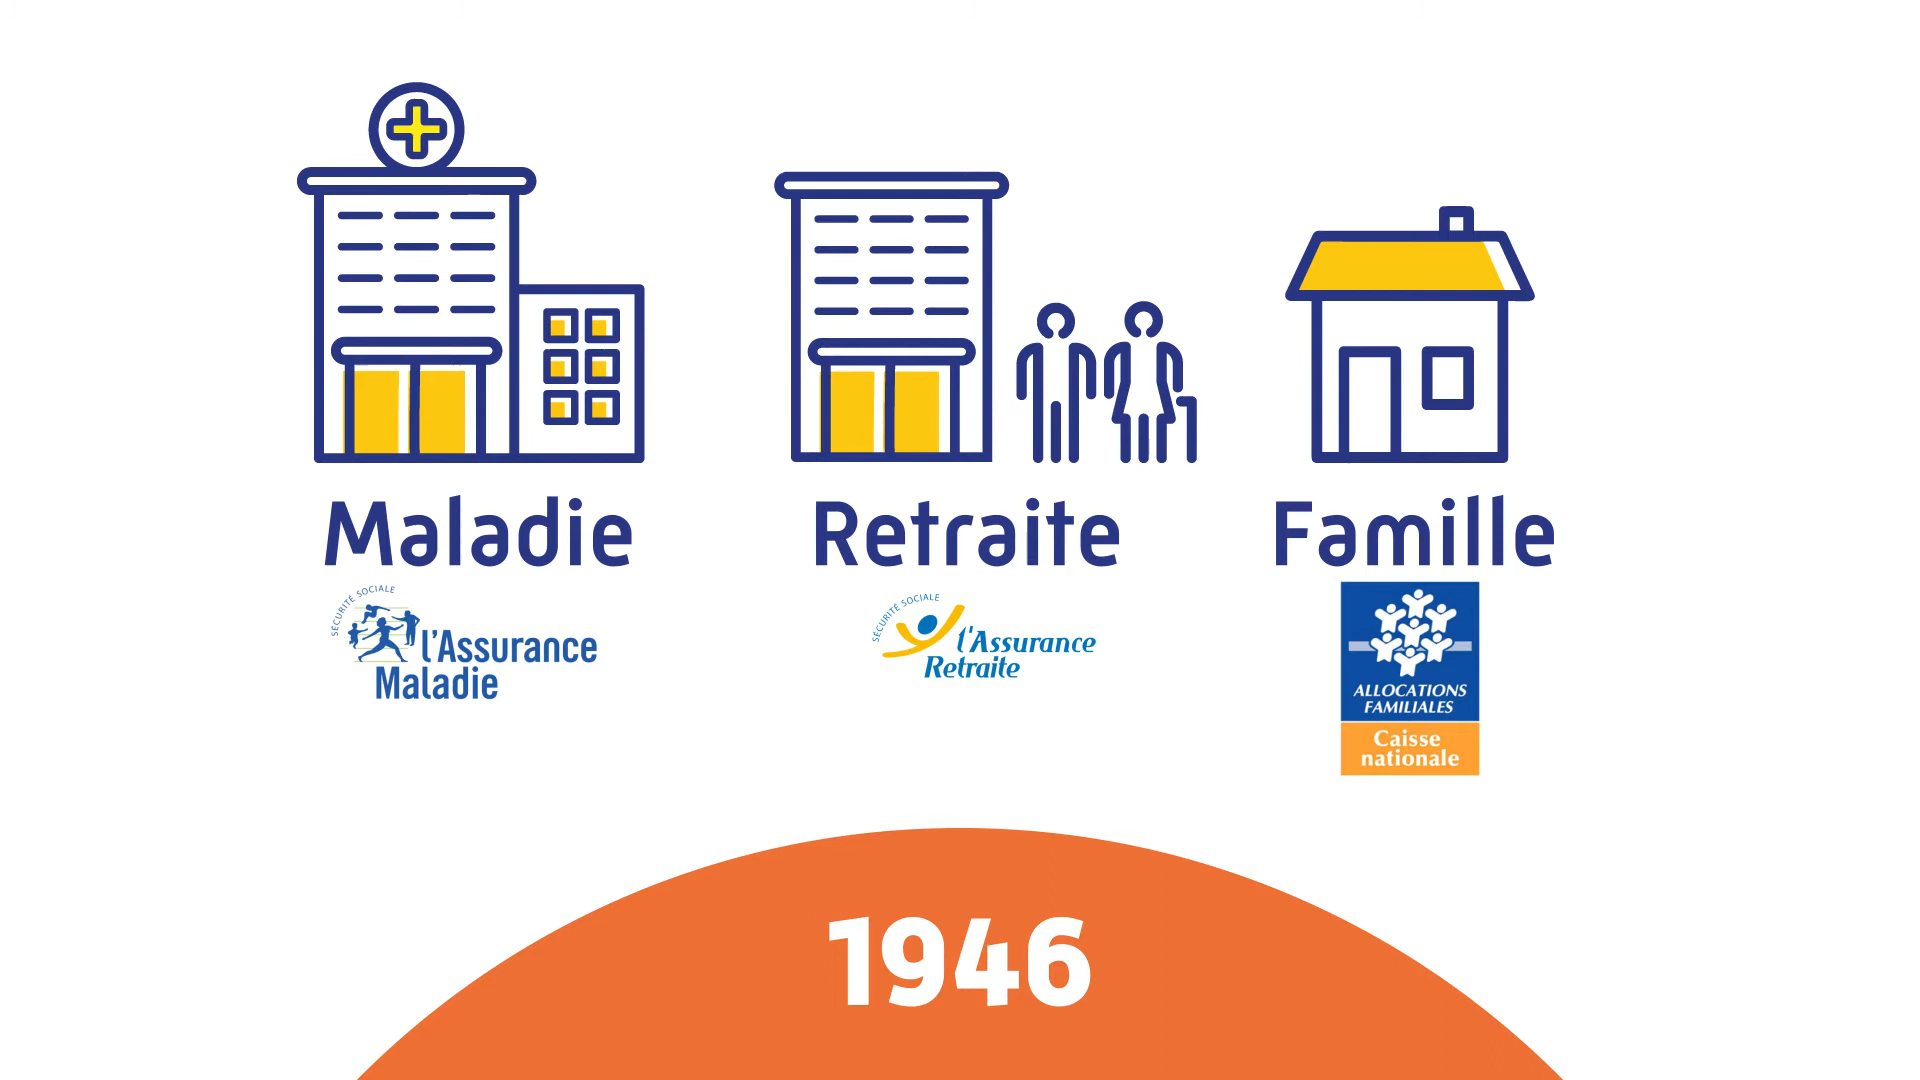 Maladie
Retraite
Famille
SÉCURITÉ SOCIALE
l'Assurance
Maladie
SÉCURITÉ SOCIALE
l'Assurance
Retraite
ALLOCATIONS
FAMILIALES
Caisse
nationale
1946